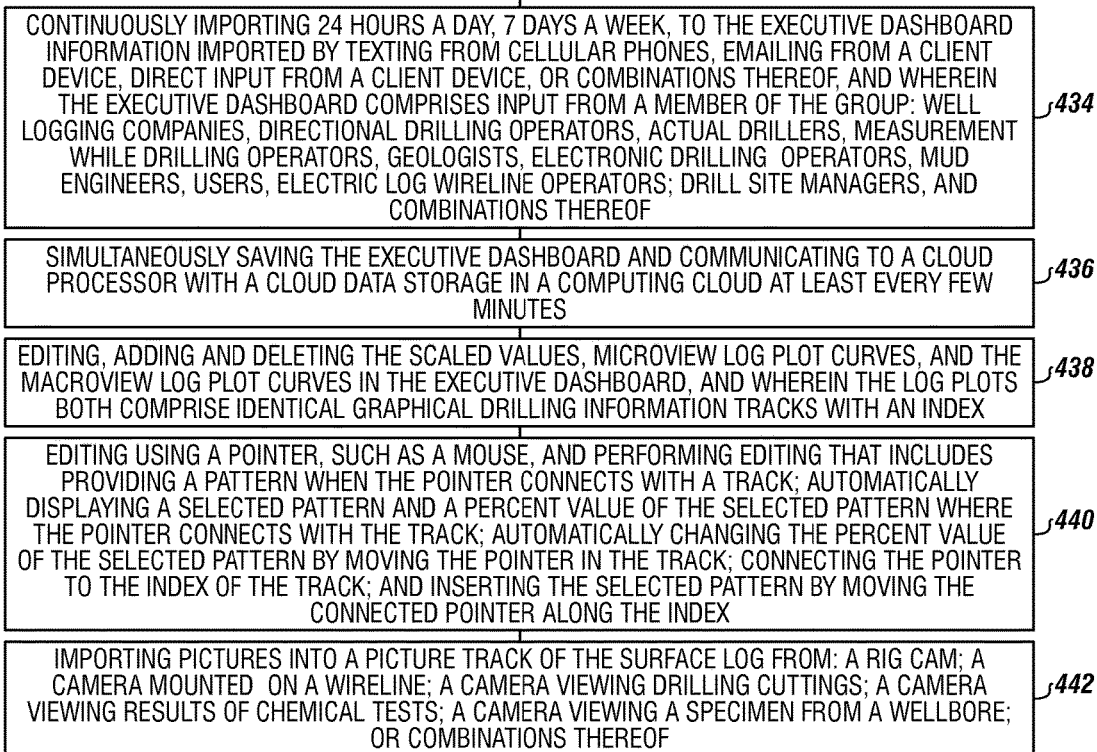 CONTINUOUSLY IMPORTING 24 HOURS A DAY, 7 DAYS A WEEK, TO THE EXECUTIVE DASHBOARD
INFORMATION IMPORTED BY TEXTING FROM CELLULAR PHONES, EMAILING FROM A CLIENT
DEVICE, DIRECT INPUT FROM A CLIENT DEVICE, OR COMBINATIONS THEREOF, AND WHEREIN
THE EXECUTIVE DASHBOARD COMPRISES INPUT FROM A MEMBER OF THE GROUP: WELL
LOGGING COMPANIES, DIRECTIONAL DRILLING OPERATORS, ACTUAL DRILLERS, MEASUREMENT
WHILE DRILLING OPERATORS, GEOLOGISTS, ELECTRONIC DRILLING OPERATORS, MUD
ENGINEERS, USERS, ELECTRIC LOG WIRELINE OPERATORS; DRILL SITE MANAGERS, AND
COMBINATIONS THEREOF
434
SIMULTANEOUSLY SAVING THE EXECUTIVE DASHBOARD AND COMMUNICATING TO A CLOUD
PROCESSOR WITH A CLOUD DATA STORAGE IN A COMPUTING CLOUD AT LEAST EVERY FEW
MINUTES
436
EDITING, ADDING AND DELETING THE SCALED VALUES, MICROVIEW LOG PLOT CURVES, AND THE
MACROVIEW LOG PLOT CURVES IN THE EXECUTIVE DASHBOARD, AND WHEREIN THE LOG PLOTS
BOTH COMPRISE IDENTICAL GRAPHICAL DRILLING INFORMATION TRACKS WITH AN INDEX
438
EDITING USING A POINTER, SUCH AS A MOUSE, AND PERFORMING EDITING THAT INCLUDES
PROVIDING A PATTERN WHEN THE POINTER CONNECTS WITH A TRACK; AUTOMATICALLY
DISPLAYING A SELECTED PATTERN AND A PERCENT VALUE OF THE SELECTED PATTERN WHERE
THE POINTER CONNECTS WITH THE TRACK; AUTOMATICALLY CHANGING THE PERCENT VALUE
OF THE SELECTED PATTERN BY MOVING THE POINTER IN THE TRACK; CONNECTING THE POINTER
TO THE INDEX OF THE TRACK; AND INSERTING THE SELECTED PATTERN BY MOVING THE
CONNECTED POINTER ALONG THE INDEX
440
IMPORTING PICTURES INTO A PICTURE TRACK OF THE SURFACE LOG FROM: A RIG CAM; A
CAMERA MOUNTED ON A WIRELINE; A CAMERA VIEWING DRILLING CUTTINGS; A CAMERA
VIEWING RESULTS OF CHEMICAL TESTS; A CAMERA VIEWING A SPECIMEN FROM A WELLBORE;
OR COMBINATIONS THEREOF
442